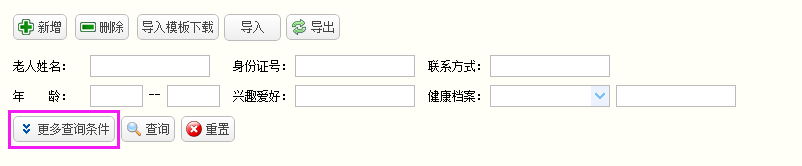 新增 删除 导入模板下载 导入 导出
老人姓名： 身份证号： 联系方式：
年 龄： -- 兴趣爱好： 健康档案：
更多查询条件 查询 重置